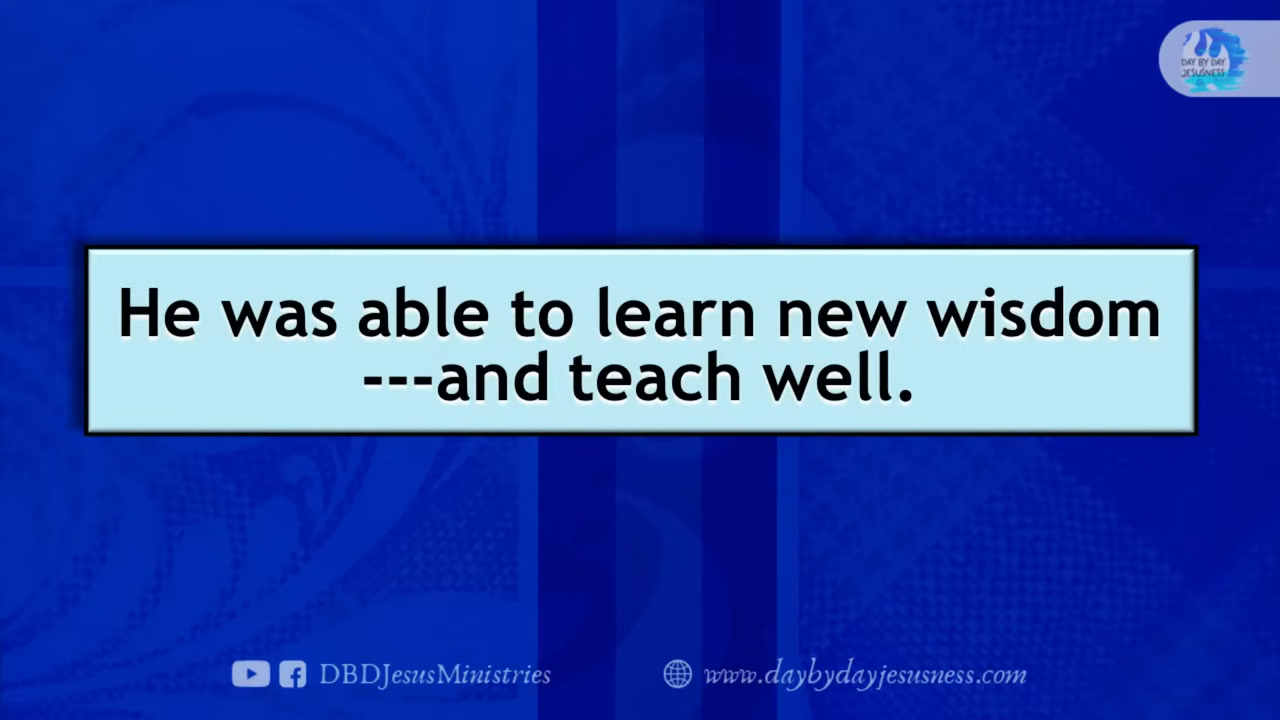 DAY BY DAY
JESUSNESS
He was able to learn new wisdom
---and teach well.
DBDJesusMinistries
www.daybydayjesusness.com